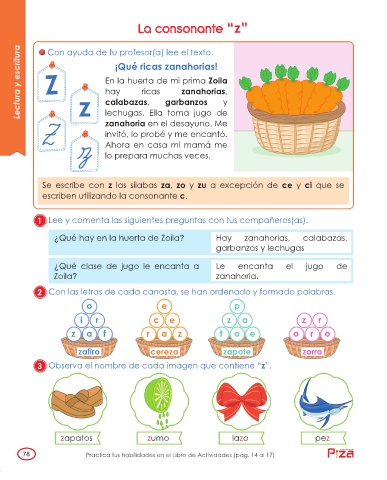 La consonante “z”
Lectura y escritura
Con ayuda de tu profesor(a) lee el texto.
¡Qué ricas zanahorias!
Z
z
Z
z
En la huerta de mi prima Zoila
hay ricas zanahorias,
calabazas, garbanzos y
lechugas. Ella toma jugo de
zanahoria en el desayuno. Me
invitó, lo probé y me encantó.
Ahora en casa mi mamá me
lo prepara muchas veces.
Se escribe con z las sílabas za, zo y zu a excepción de ce y ci que se
escriben utilizando la consonante c.
1 Lee y comenta las siguientes preguntas con tus compañeros(as).
¿Qué hay en la huerta de Zoila?
Hay zanahorias, calabazas,
garbanzos y lechugas
¿Qué clase de jugo le encanta a
Zoila?
Le encanta el jugo de
zanahoria.
2 Con las letras de cada canasta, se han ordenado y formado palabras.
o e p
i r c e z a z r
z a f r a z t o e o r o
zafiro cereza zapote zorro
3 Observa el nombre de cada imagen que contiene “z”.
zapatos zumo lazo pez
78
Practica tus habilidades en el Libro de Actividades (pág. 14 al 17)
P:za